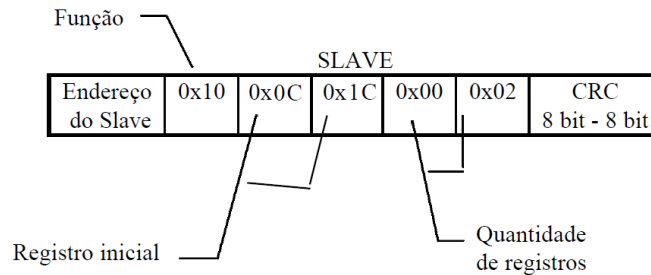 Função
SLAVE
Endereço do Slave 0x10 0x0C 0x1C 0x00 0x02 CRC 8 bit - 8 bit
Registro inicial
Quantidade
de registros